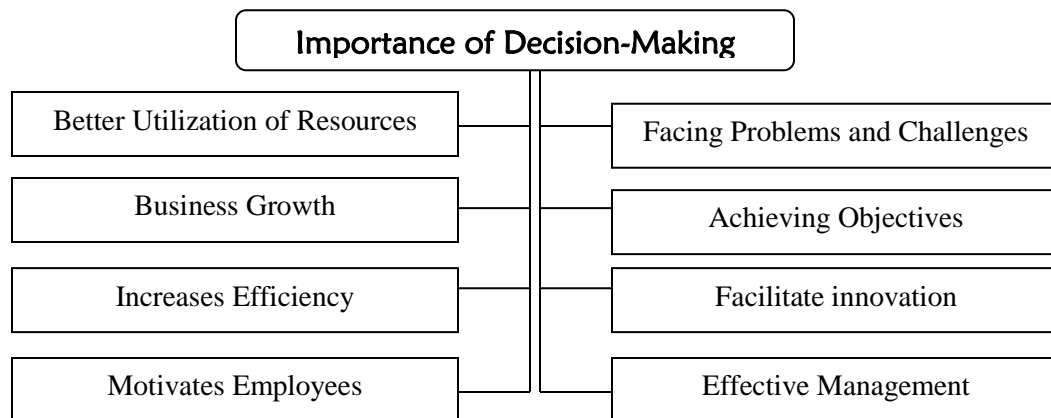 Importance of Decision-Making
Better Utilization of Resources
Facing Problems and Challenges
Business Growth
Achieving Objectives
Increases Efficiency
Facilitate innovation
Motivates Employees
Effective Management